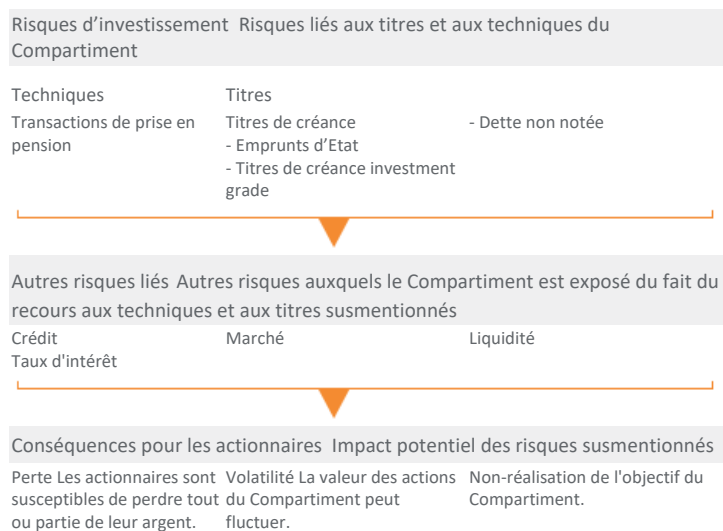 Risques d’investissement Risques liés aux titres et aux techniques du
Compartiment
Techniques
Transactions de prise en
pension
Titres
Titres de créance
- Emprunts d’Etat
- Titres de créance investment
grade
- Dette non notée
Autres risques liés Autres risques auxquels le Compartiment est exposé du fait du
recours aux techniques et aux titres susmentionnés
Crédit
Taux d'intérêt
Marché
Liquidité
Conséquences pour les actionnaires Impact potentiel des risques susmentionnés
Perte Les actionnaires sont
susceptibles de perdre tout
ou partie de leur argent.
Volatilité La valeur des actions
du Compartiment peut
fluctuer.
Non-réalisation de l'objectif du
Compartiment.